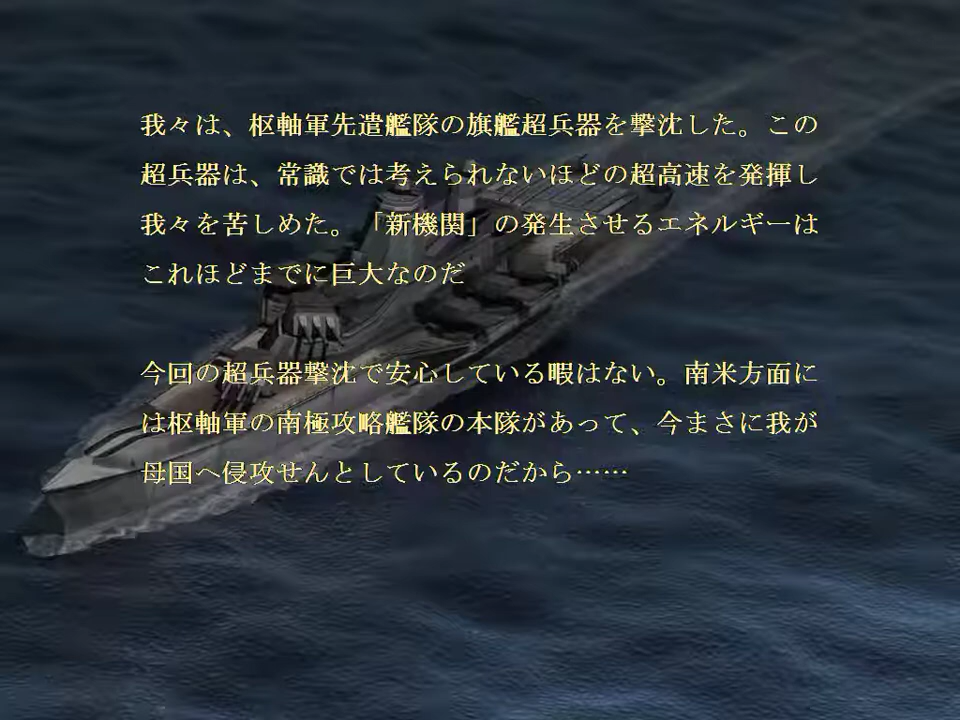 我々は、枢軸軍先遣艦隊の旗艦超兵器を撃沈した。この
超兵器は、常識では考えられないほどの超高速を発揮し
我々を苦しめた。「新機関」の発生させるエネルギーは
これほどまでに巨大なのだ
今回の超兵器撃沈で安心している暇はない。南米方面に
は枢軸軍の南極攻略艦隊の本隊があって、今まさに我が
母国へ侵攻せんとしているのだから……